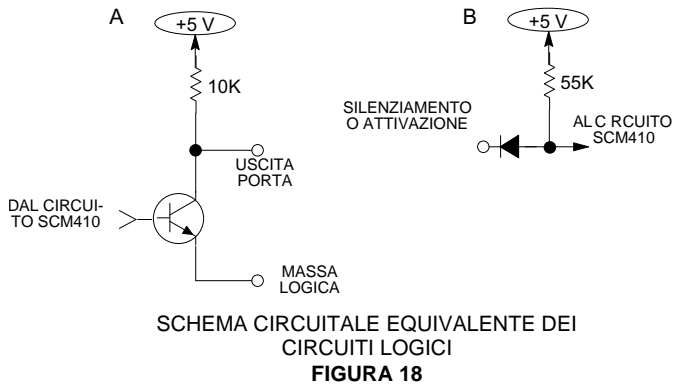 A
+5 V
10K
USCITA
PORTA
DAL CIRCUI-
TO SCM410
MASSA
LOGICA
B
+5 V
55K
SILENZIAMENTO
O ATTIVAZIONE
AL C RCUITO
SCM410
SCHEMA CIRCUITALE EQUIVALENTE DEI
CIRCUITI LOGICI
FIGURA 18